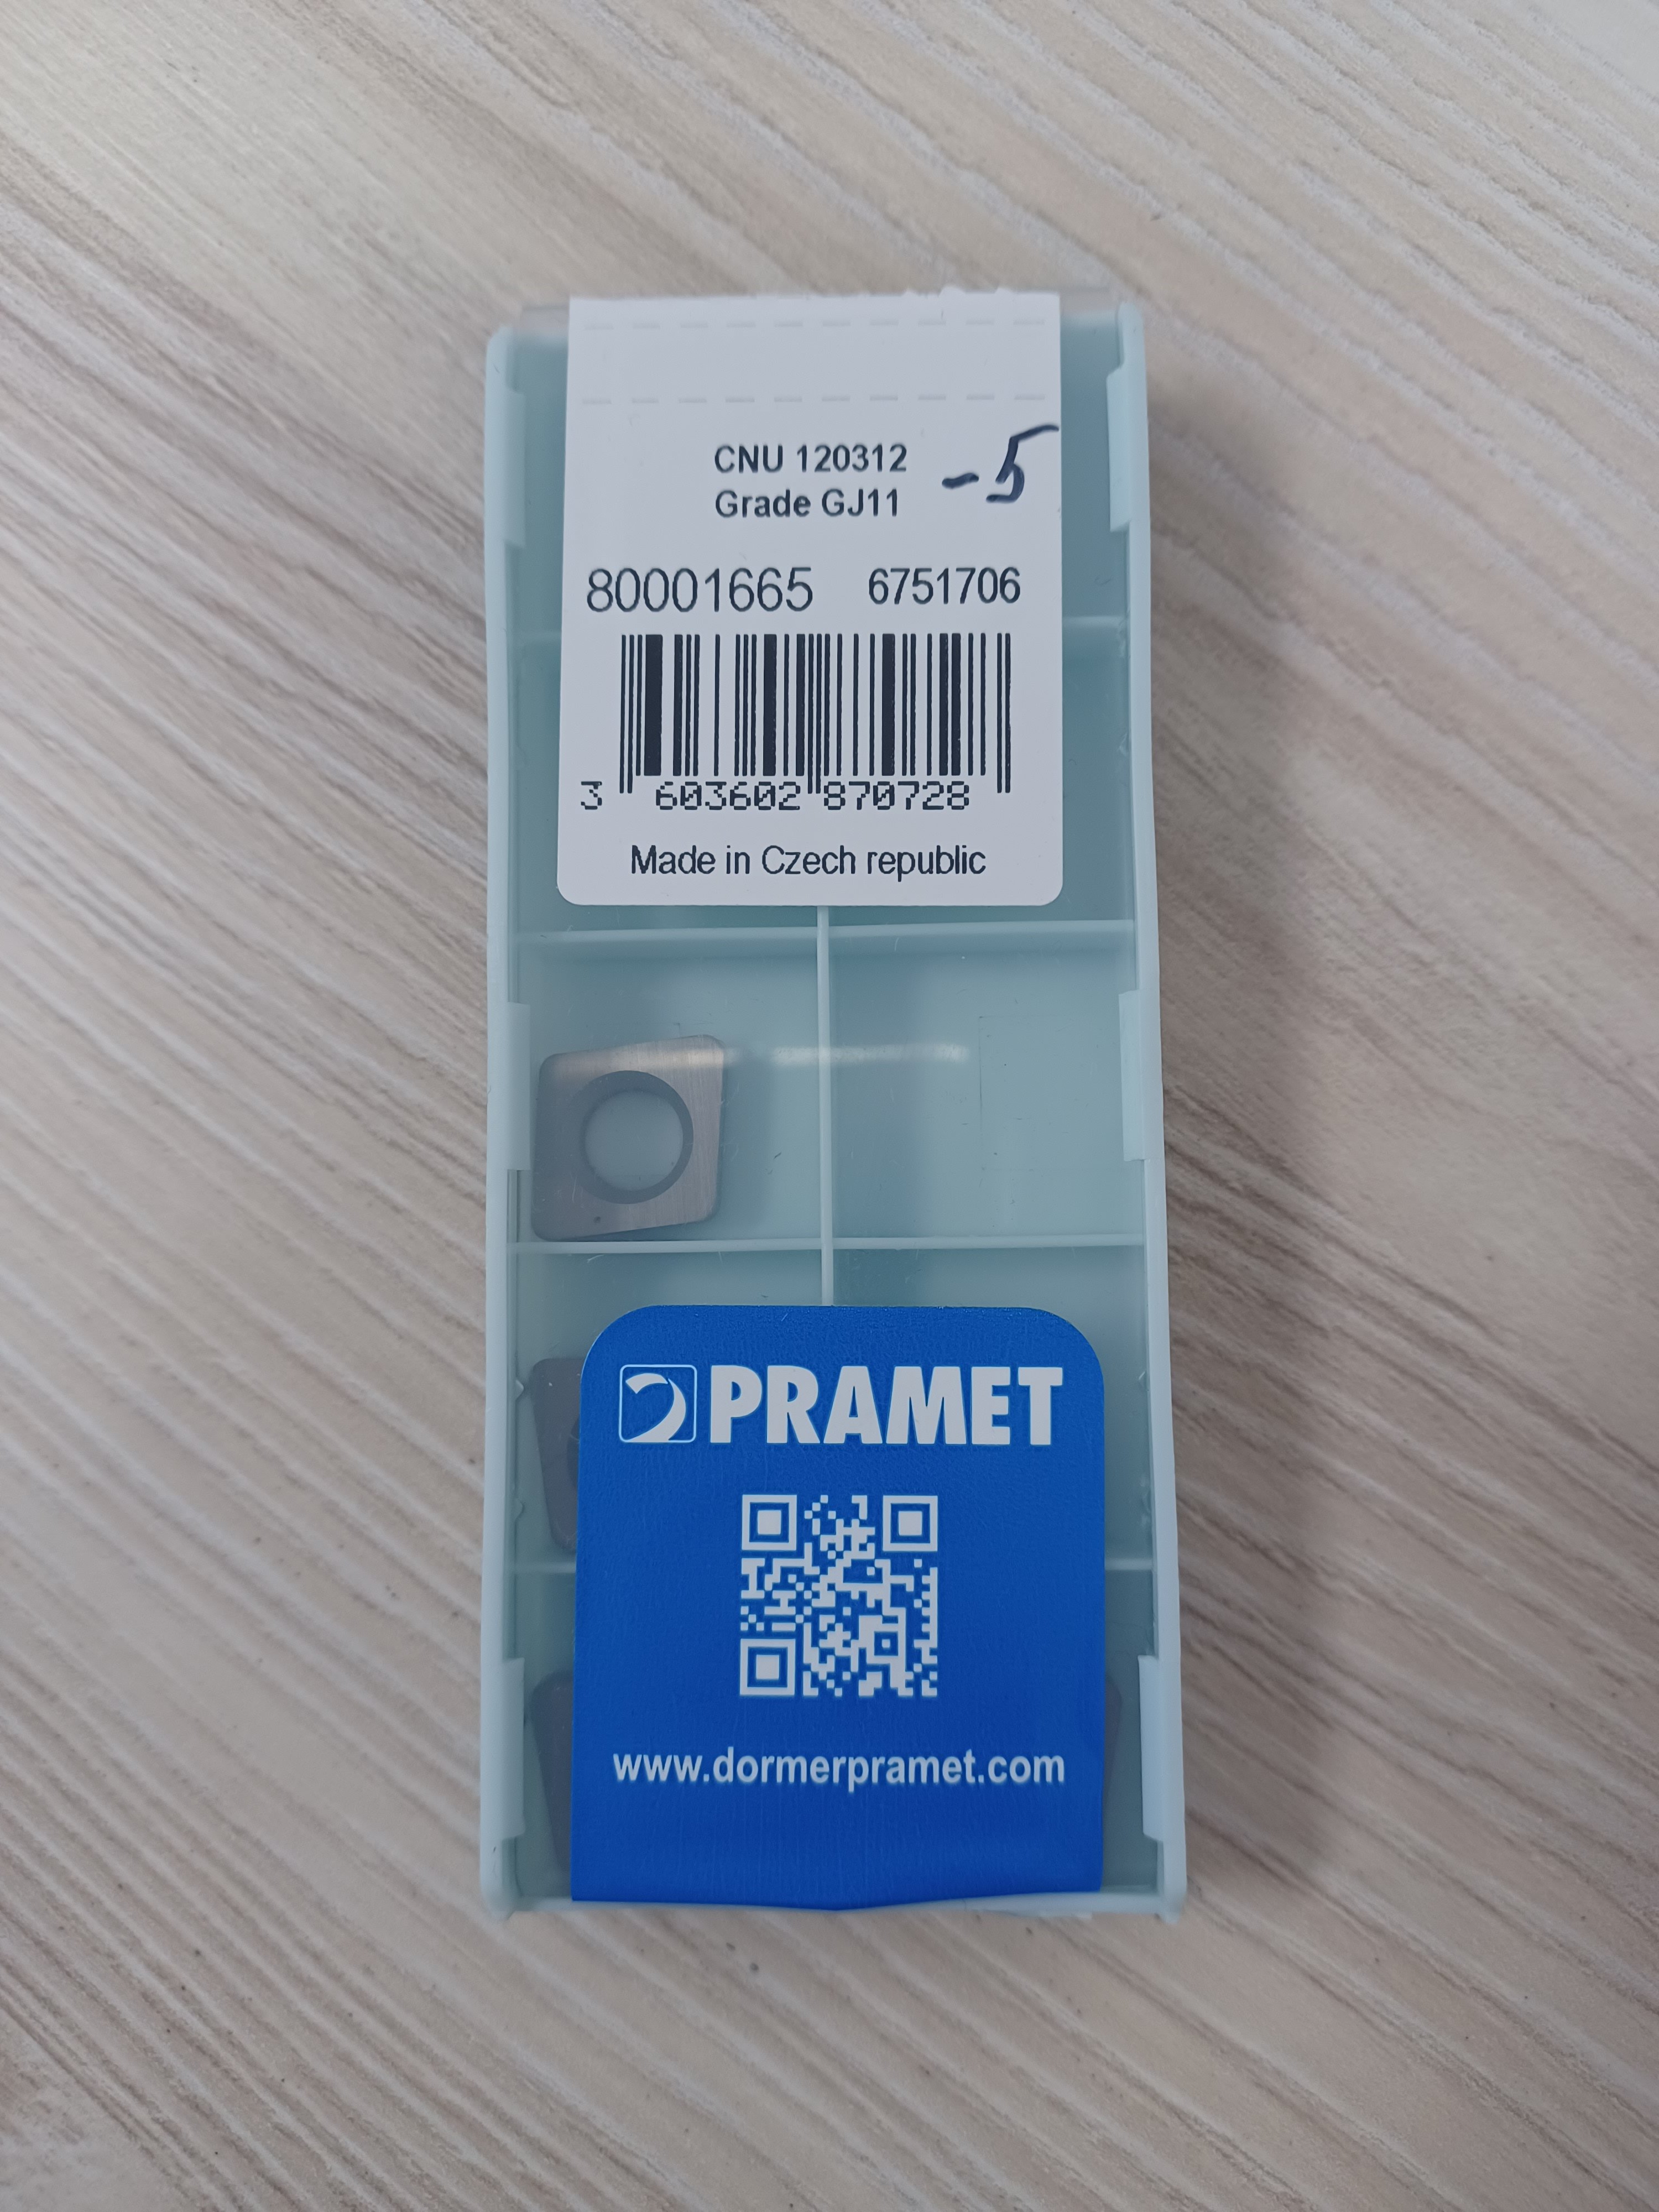 CNU 120312
Grade GJ11 -5
80001665 6751706
3 603602 870728
Made in Czech republic
PRAMET
www.dormerpramet.com